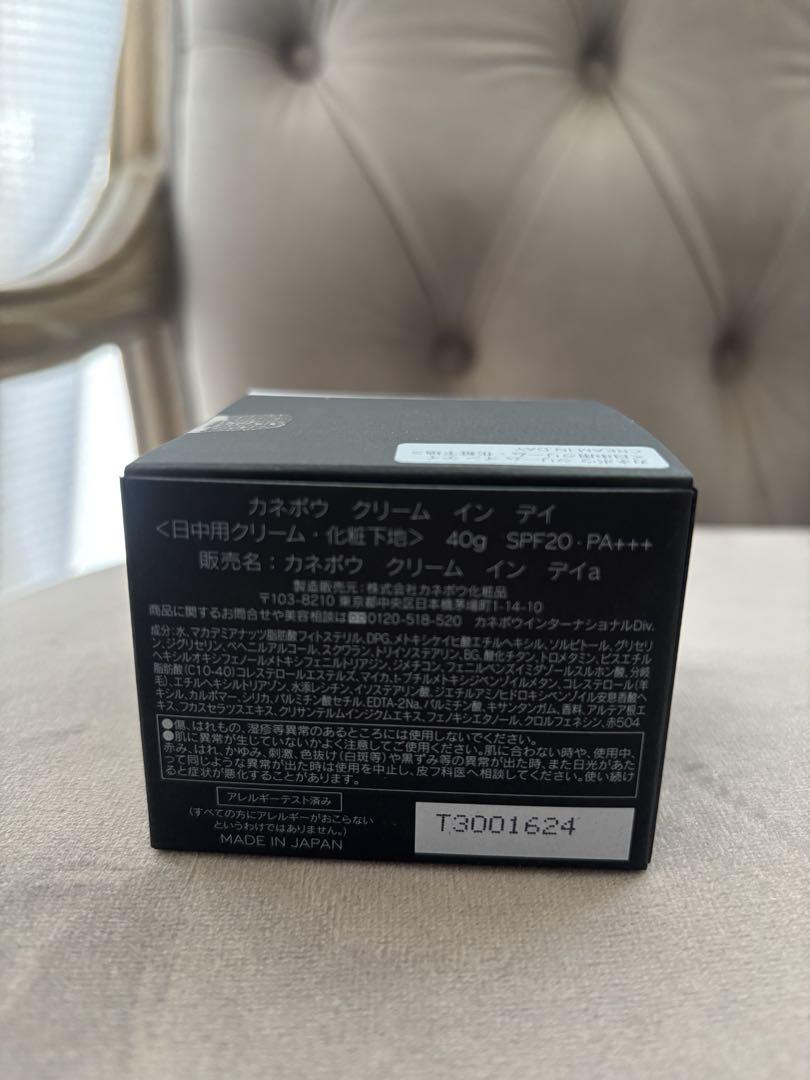 カネボウ クリーム イン デイ
<日中用クリーム・化粧下地>
CREAM IN DAY
カネボウ クリーム イン デイ
<日中用クリーム・化粧下地> 40g SPF20・PA+++
販売名：カネボウ クリーム イン デイa
製造販売元：株式会社カネボウ化粧品
〒103-8210 東京都中央区日本橋茅場町1-14-10
商品に関するお問合せや美容相談は 0120-518-520 カネボウインターナショナルDiv.
成分：水、マカデミアナッツ脂肪酸フィトステリル、DPG、メトキシケイヒ酸エチルヘキシル、ソルビトール、グリセリ
ン、ジグリセリン、ベヘニルアルコール、スクワラン、トリイソステアリン、BG、酸化チタン、トロメタミン、ビスエチル
ヘキシルオキシフェノールメトキシフェニルトリアジン、ジメチコン、フェニルベンズイミダゾールスルホン酸、分岐
脂肪酸(C10-40)コレステロールエステルズ、マイカ、t-ブチルメトキシジベンゾイルメタン、コレステロール(羊
毛)、エチルヘキシルトリアゾン、水添レシチン、イソステアリン酸、ジエチルアミノヒドロキシベンゾイル安息香酸ヘ
キシル、カルボマー、シリカ、パルミチン酸セチル、EDTA-2Na、パルミチン酸、キサンタンガム、香料、アルテア根エ
キス、フカスセラツスエキス、クリサンテルムインジクムエキス、フェノキシエタノール、クロルフェネシン、赤504
●傷、はれもの、湿疹等異常のあるところには使用しないでください。
●肌に異常が生じていないかよく注意してご使用ください。肌に合わない時や、使用中、
赤み、はれ、かゆみ、刺激、色抜け(白斑等)や黒ずみ等の異常が出た時、また日光があた
って同じような異常が出た時は使用を中止し、皮フ科医へ相談してください。使い続け
ると症状が悪化することがあります。
アレルギーテスト済み
(すべての方にアレルギーがおこらない
というわけではありません。)
MADE IN JAPAN
T3001624